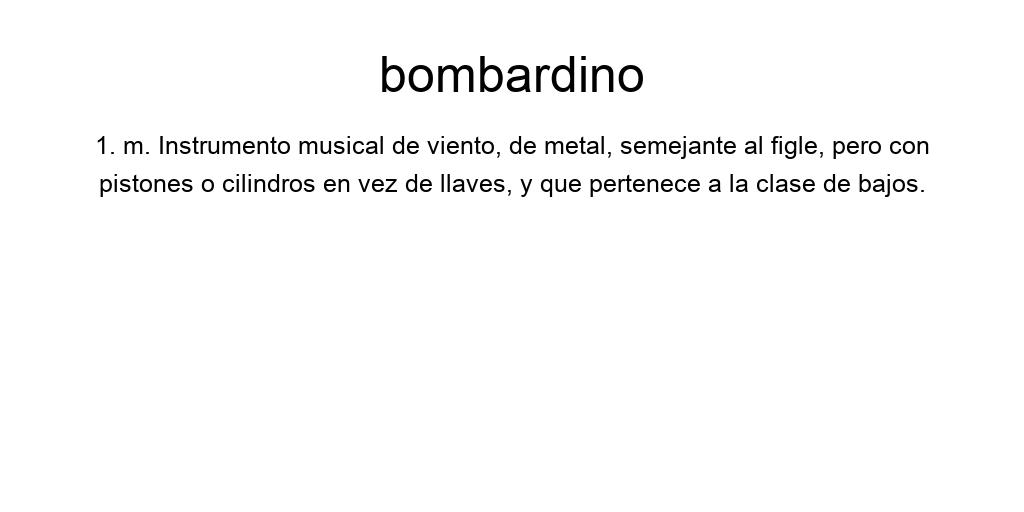 bombardino
1. m. Instrumento musical de viento, de metal, semejante al figle, pero con
pistones o cilindros en vez de llaves, y que pertenece a la clase de bajos.